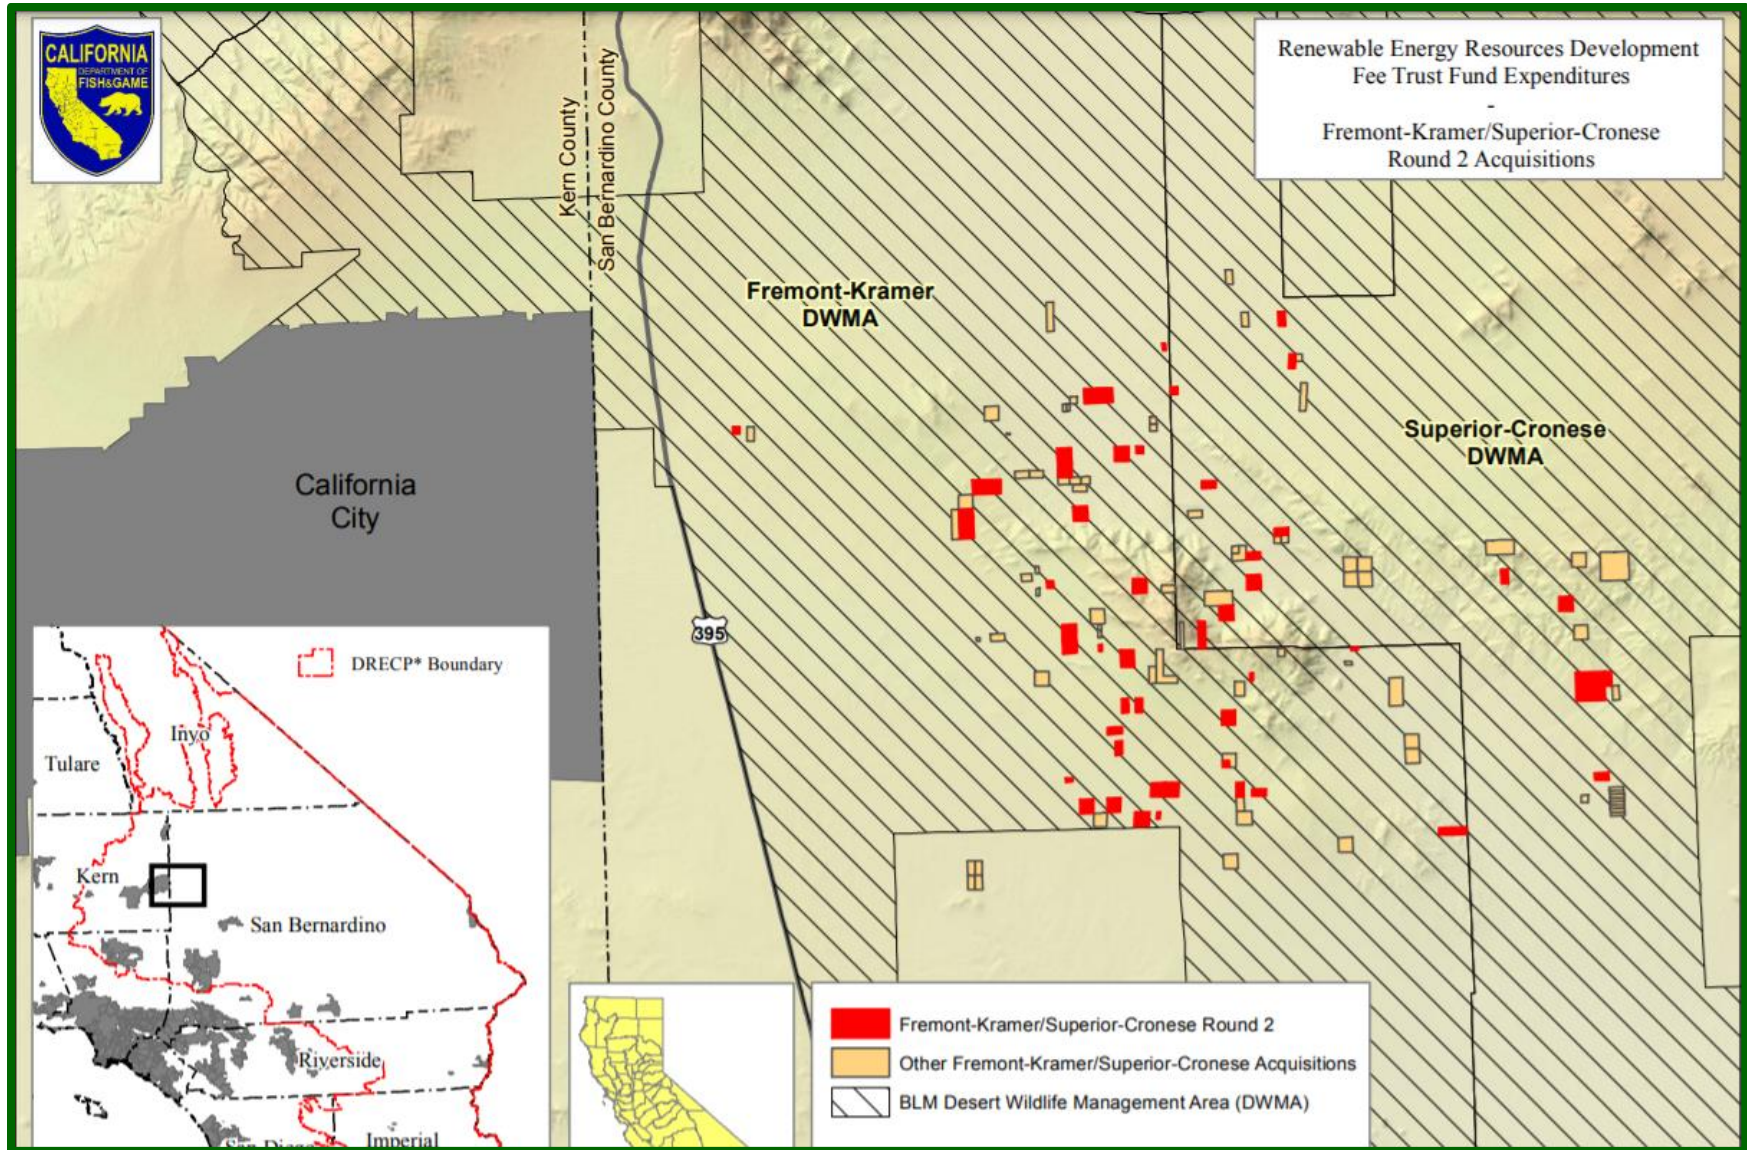 CALIFORNIA
DEPARTMENT OF
FISH&GAME
Renewable Energy Resources Development
Fee Trust Fund Expenditures
-
Fremont-Kramer/Superior-Cronese
Round 2 Acquisitions
Kern County
San Bernardino County
Fremont-Kramer
DWMA
Superior-Cronese
DWMA
California
City
395
DRECP* Boundary
Inyo
Tulare
Kern
San Bernardino
Riverside
San Diego
Imperial
Fremont-Kramer/Superior-Cronese Round 2
Other Fremont-Kramer/Superior-Cronese Acquisitions
BLM Desert Wildlife Management Area (DWMA)